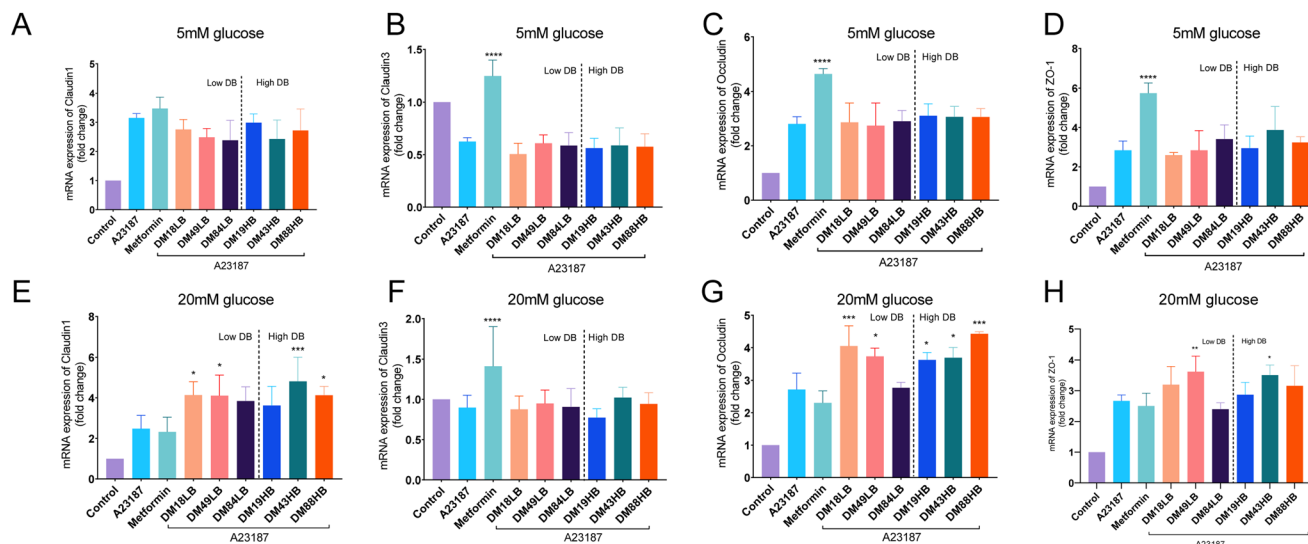 A
5mM glucose
mRNA expression of Claudin1
(fold change)
5
4
3
2
1
0
Low DB
High DB
Control
A23187
Metformin
DM18LB
DM49LB
DM84LB
DM19HB
DM43HB
DM88HB
A23187
B
5mM glucose
mRNA expression of Claudin3
(fold change)
1.5
1.0
0.5
0.0
****
Low DB
High DB
Control
A23187
Metformin
DM18LB
DM49LB
DM84LB
DM19HB
DM43HB
DM88HB
A23187
C
5mM glucose
mRNA expression of Occludin
(fold change)
6
4
2
0
****
Low DB
High DB
Control
A23187
Metformin
DM18LB
DM49LB
DM84LB
DM19HB
DM43HB
DM88HB
A23187
D
5mM glucose
mRNA expression of ZO-1
(fold change)
8
6
4
2
0
****
Low DB
High DB
Control
A23187
Metformin
DM18LB
DM49LB
DM84LB
DM19HB
DM43HB
DM88HB
A23187
E
20mM glucose
mRNA expression of Claudin1
(fold change)
8
6
4
2
0
Low DB
High DB
*
*
***
*
Control
A23187
Metformin
DM18LB
DM49LB
DM84LB
DM19HB
DM43HB
DM88HB
A23187
F
20mM glucose
mRNA expression of Claudin3
(fold change)
2.0
1.5
1.0
0.5
0.0
****
Low DB
High DB
Control
A23187
Metformin
DM18LB
DM49LB
DM84LB
DM19HB
DM43HB
DM88HB
A23187
G
20mM glucose
mRNA expression of Occludin
(fold change)
5
4
3
2
1
0
***
Low DB
*
High DB
*
*
***
Control
A23187
Metformin
DM18LB
DM49LB
DM84LB
DM19HB
DM43HB
DM88HB
A23187
H
20mM glucose
mRNA expression of ZO-1
(fold change)
5
4
3
2
1
0
**
Low DB
High DB
*
Control
A23187
Metformin
DM18LB
DM49LB
DM84LB
DM19HB
DM43HB
DM88HB
A23187